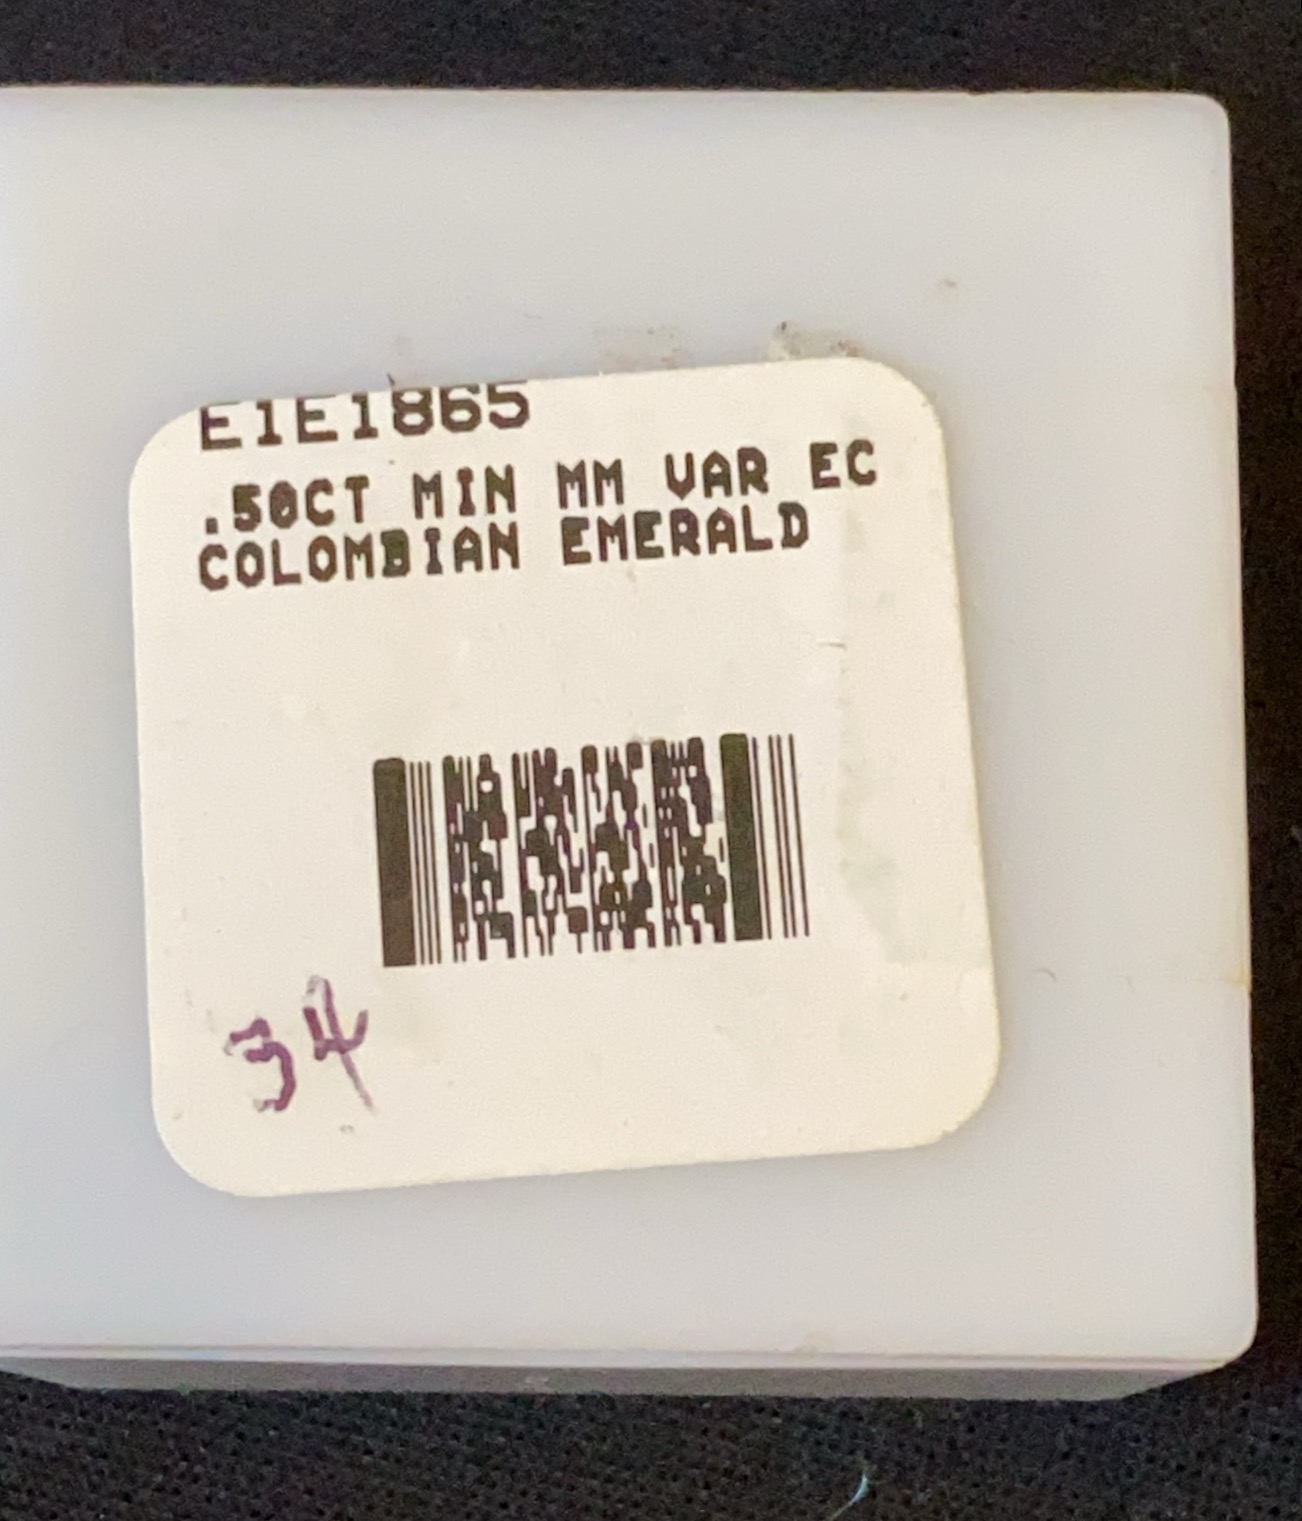 E1E1865
.50CT MIN MM VAR EC
COLOMBIAN EMERALD
34